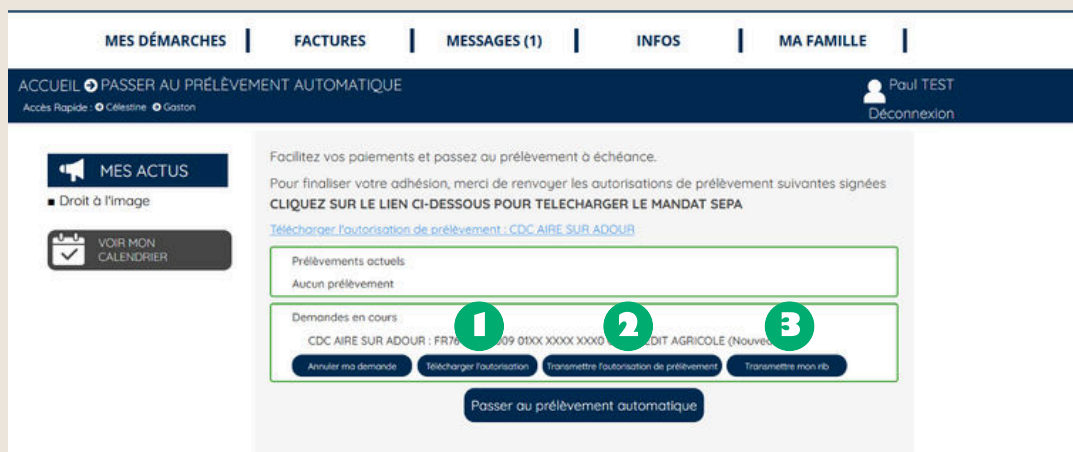 MES DÉMARCHES FACTURES MESSAGES (1) INFOS MA FAMILLE
ACCUEIL PASSER AU PRÉLÈVEMENT AUTOMATIQUE
Paul TEST
Accès Rapide : Célestine Gaston
Déconnexion
MES ACTUS
Droit à l'image
VOIR MON
CALENDRIER
Facilitez vos paiements et passez au prélèvement à échéance.
Pour finaliser votre adhésion, merci de renvoyer les autorisations de prélèvement suivantes signées
CLIQUEZ SUR LE LIEN CI-DESSOUS POUR TELECHARGER LE MANDAT SEPA
Télécharger l'autorisation de prélèvement : CDC AIRE SUR ADOUR
Prélèvements actuels
Aucun prélèvement
Demandes en cours
1 2 3
CDC AIRE SUR ADOUR : FR76 01XX XXXX XXX0 AGRICOLE
Annuler ma demande Télécharger l'autorisation Transmettre l'autorisation de prélèvement Transmettre mon rib
Passer au prélèvement automatique